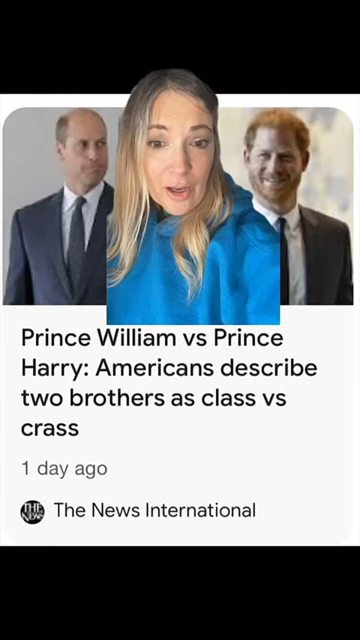 Prince William vs Prince
Harry: Americans describe
two brothers as class vs
crass
1 day ago
THE
NEWS
The News International